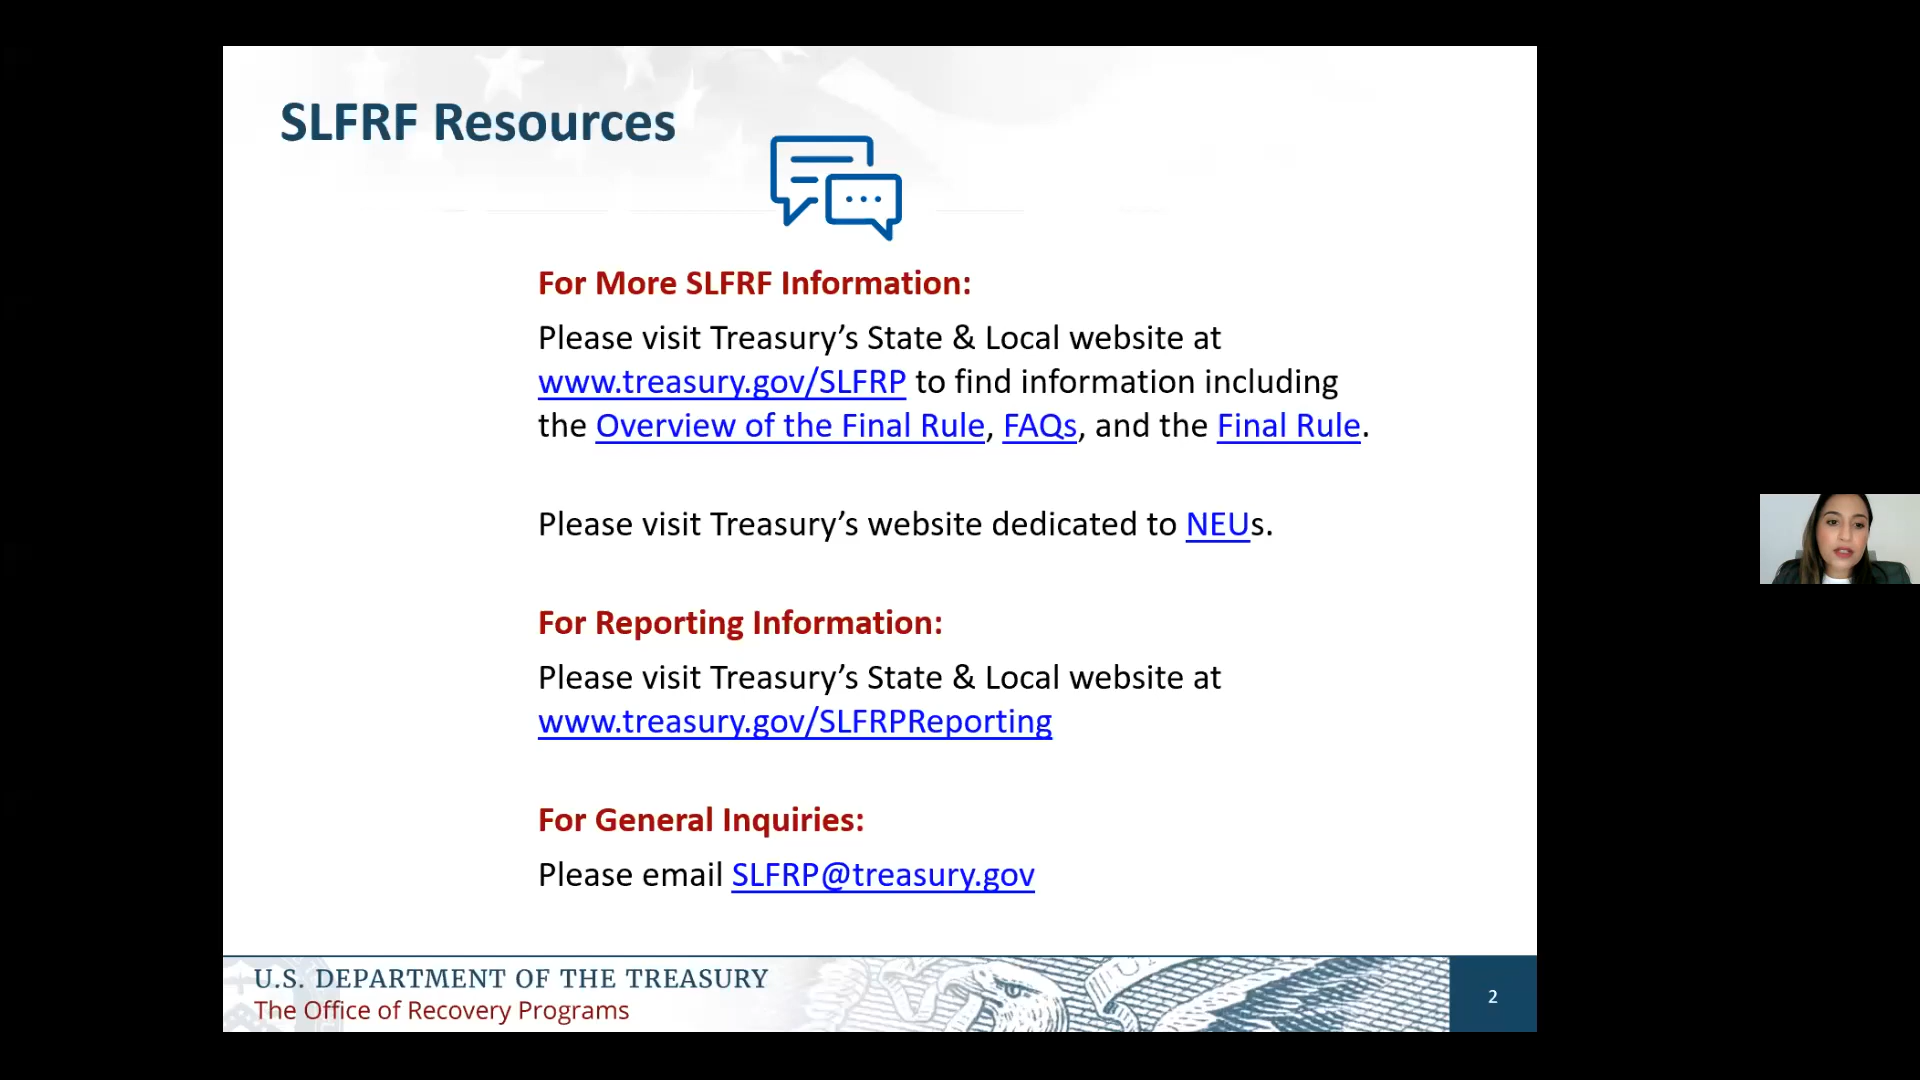 SLFRF Resources
For More SLFRF Information:
Please visit Treasury’s State & Local website at
www.treasury.gov/SLFRP to find information including
the Overview of the Final Rule, FAQs, and the Final Rule.
Please visit Treasury’s website dedicated to NEUs.
For Reporting Information:
Please visit Treasury’s State & Local website at
www.treasury.gov/SLFRPReporting
For General Inquiries:
Please email SLFRP@treasury.gov
U.S. DEPARTMENT OF THE TREASURY
The Office of Recovery Programs
2